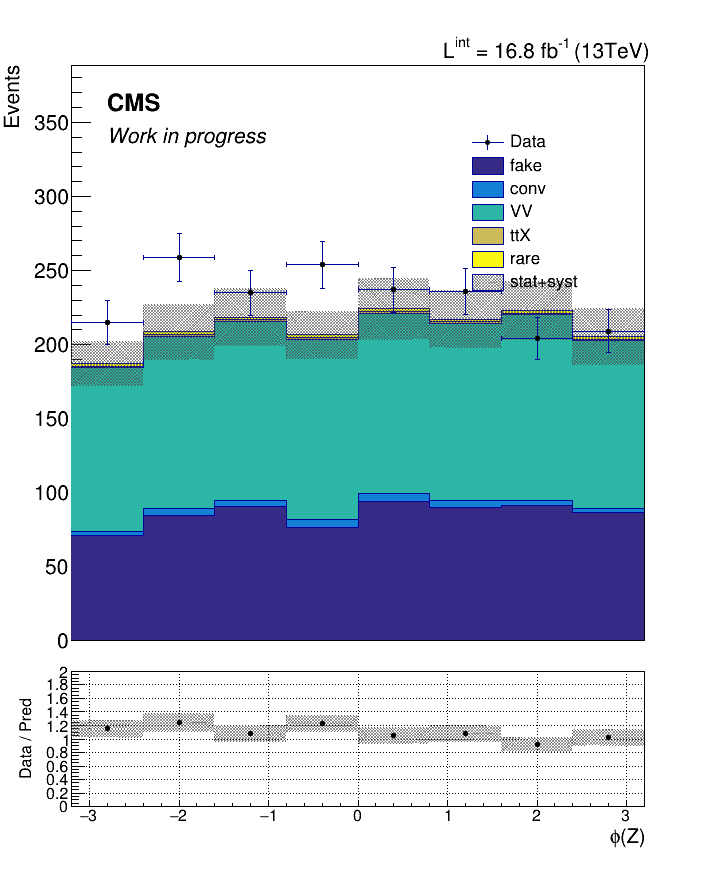 L^int = 16.8 fb^-1 (13TeV)
Events
CMS
Work in progress
Data
fake
conv
VV
ttX
rare
stat+syst
350
300
250
200
150
100
50
0
Data / Pred
2
1.8
1.6
1.4
1.2
1
0.8
0.6
0.4
0.2
0
−3 −2 −1 0 1 2 3
ϕ(Z)